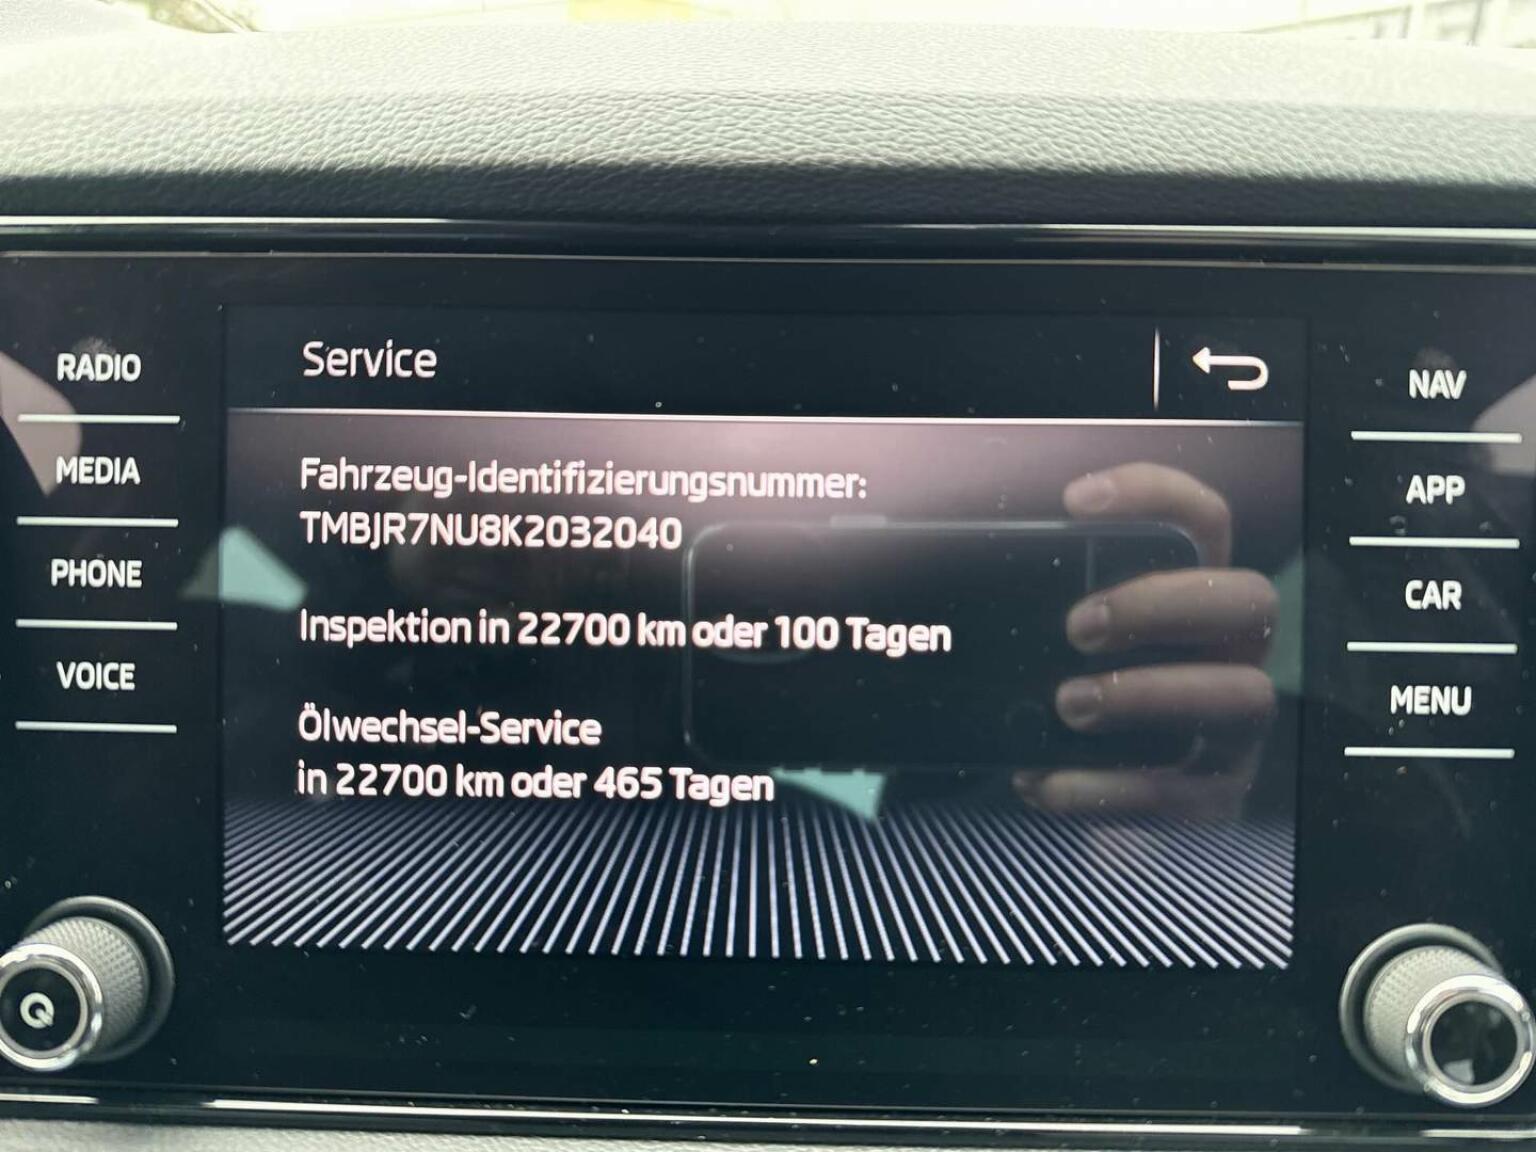 Service
RADIO
MEDIA
PHONE
VOICE
Fahrzeug-Identifizierungsnummer:
TMBJR7NU8K2032040
Inspektion in 22700 km oder 100 Tagen
Ölwechsel-Service
in 22700 km oder 465 Tagen
NAV
APP
CAR
MENU